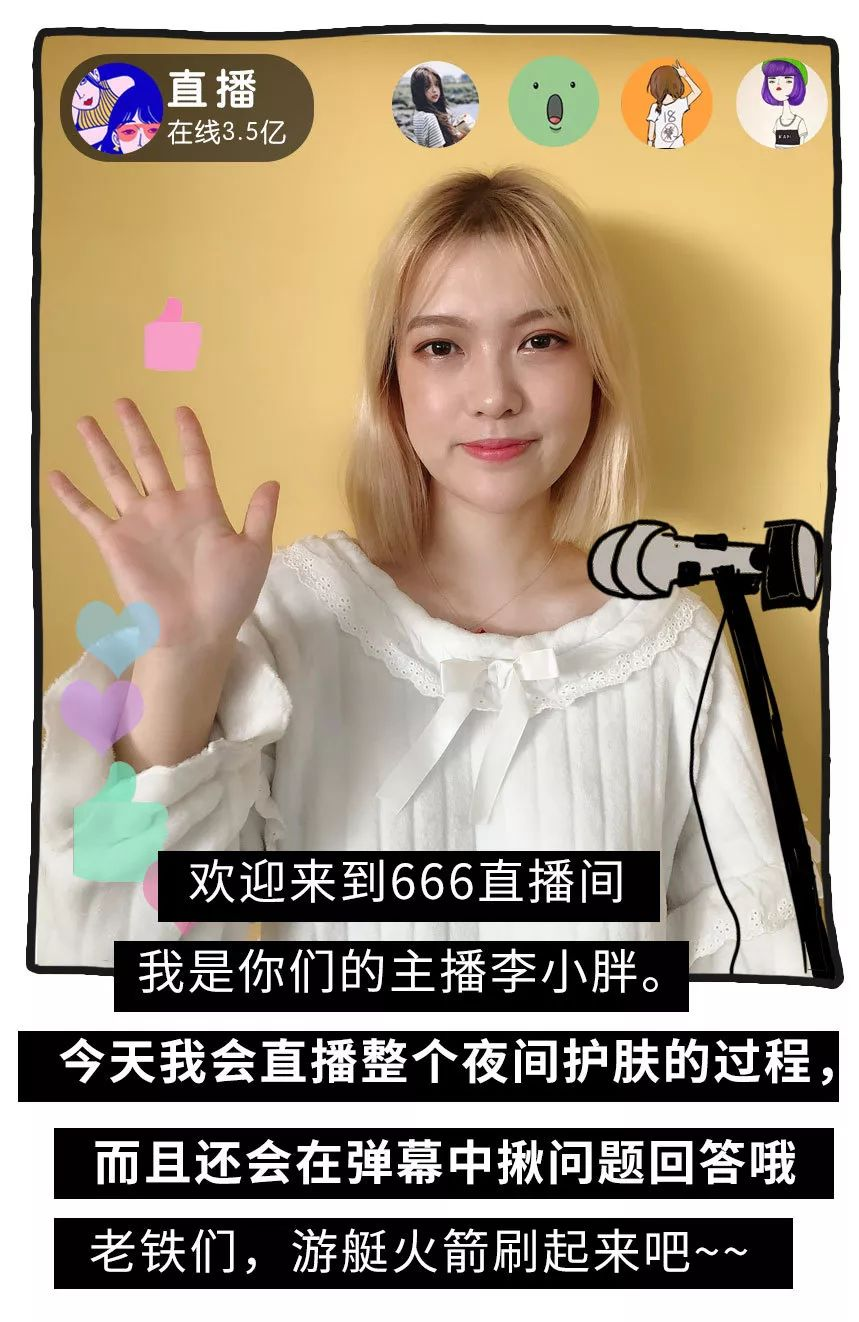 直播
在线3.5亿
18
欢迎来到666直播间
我是你们的主播李小胖。
今天我会直播整个夜间护肤的过程，
而且还会在弹幕中揪问题回答哦
老铁们，游艇火箭刷起来吧~~